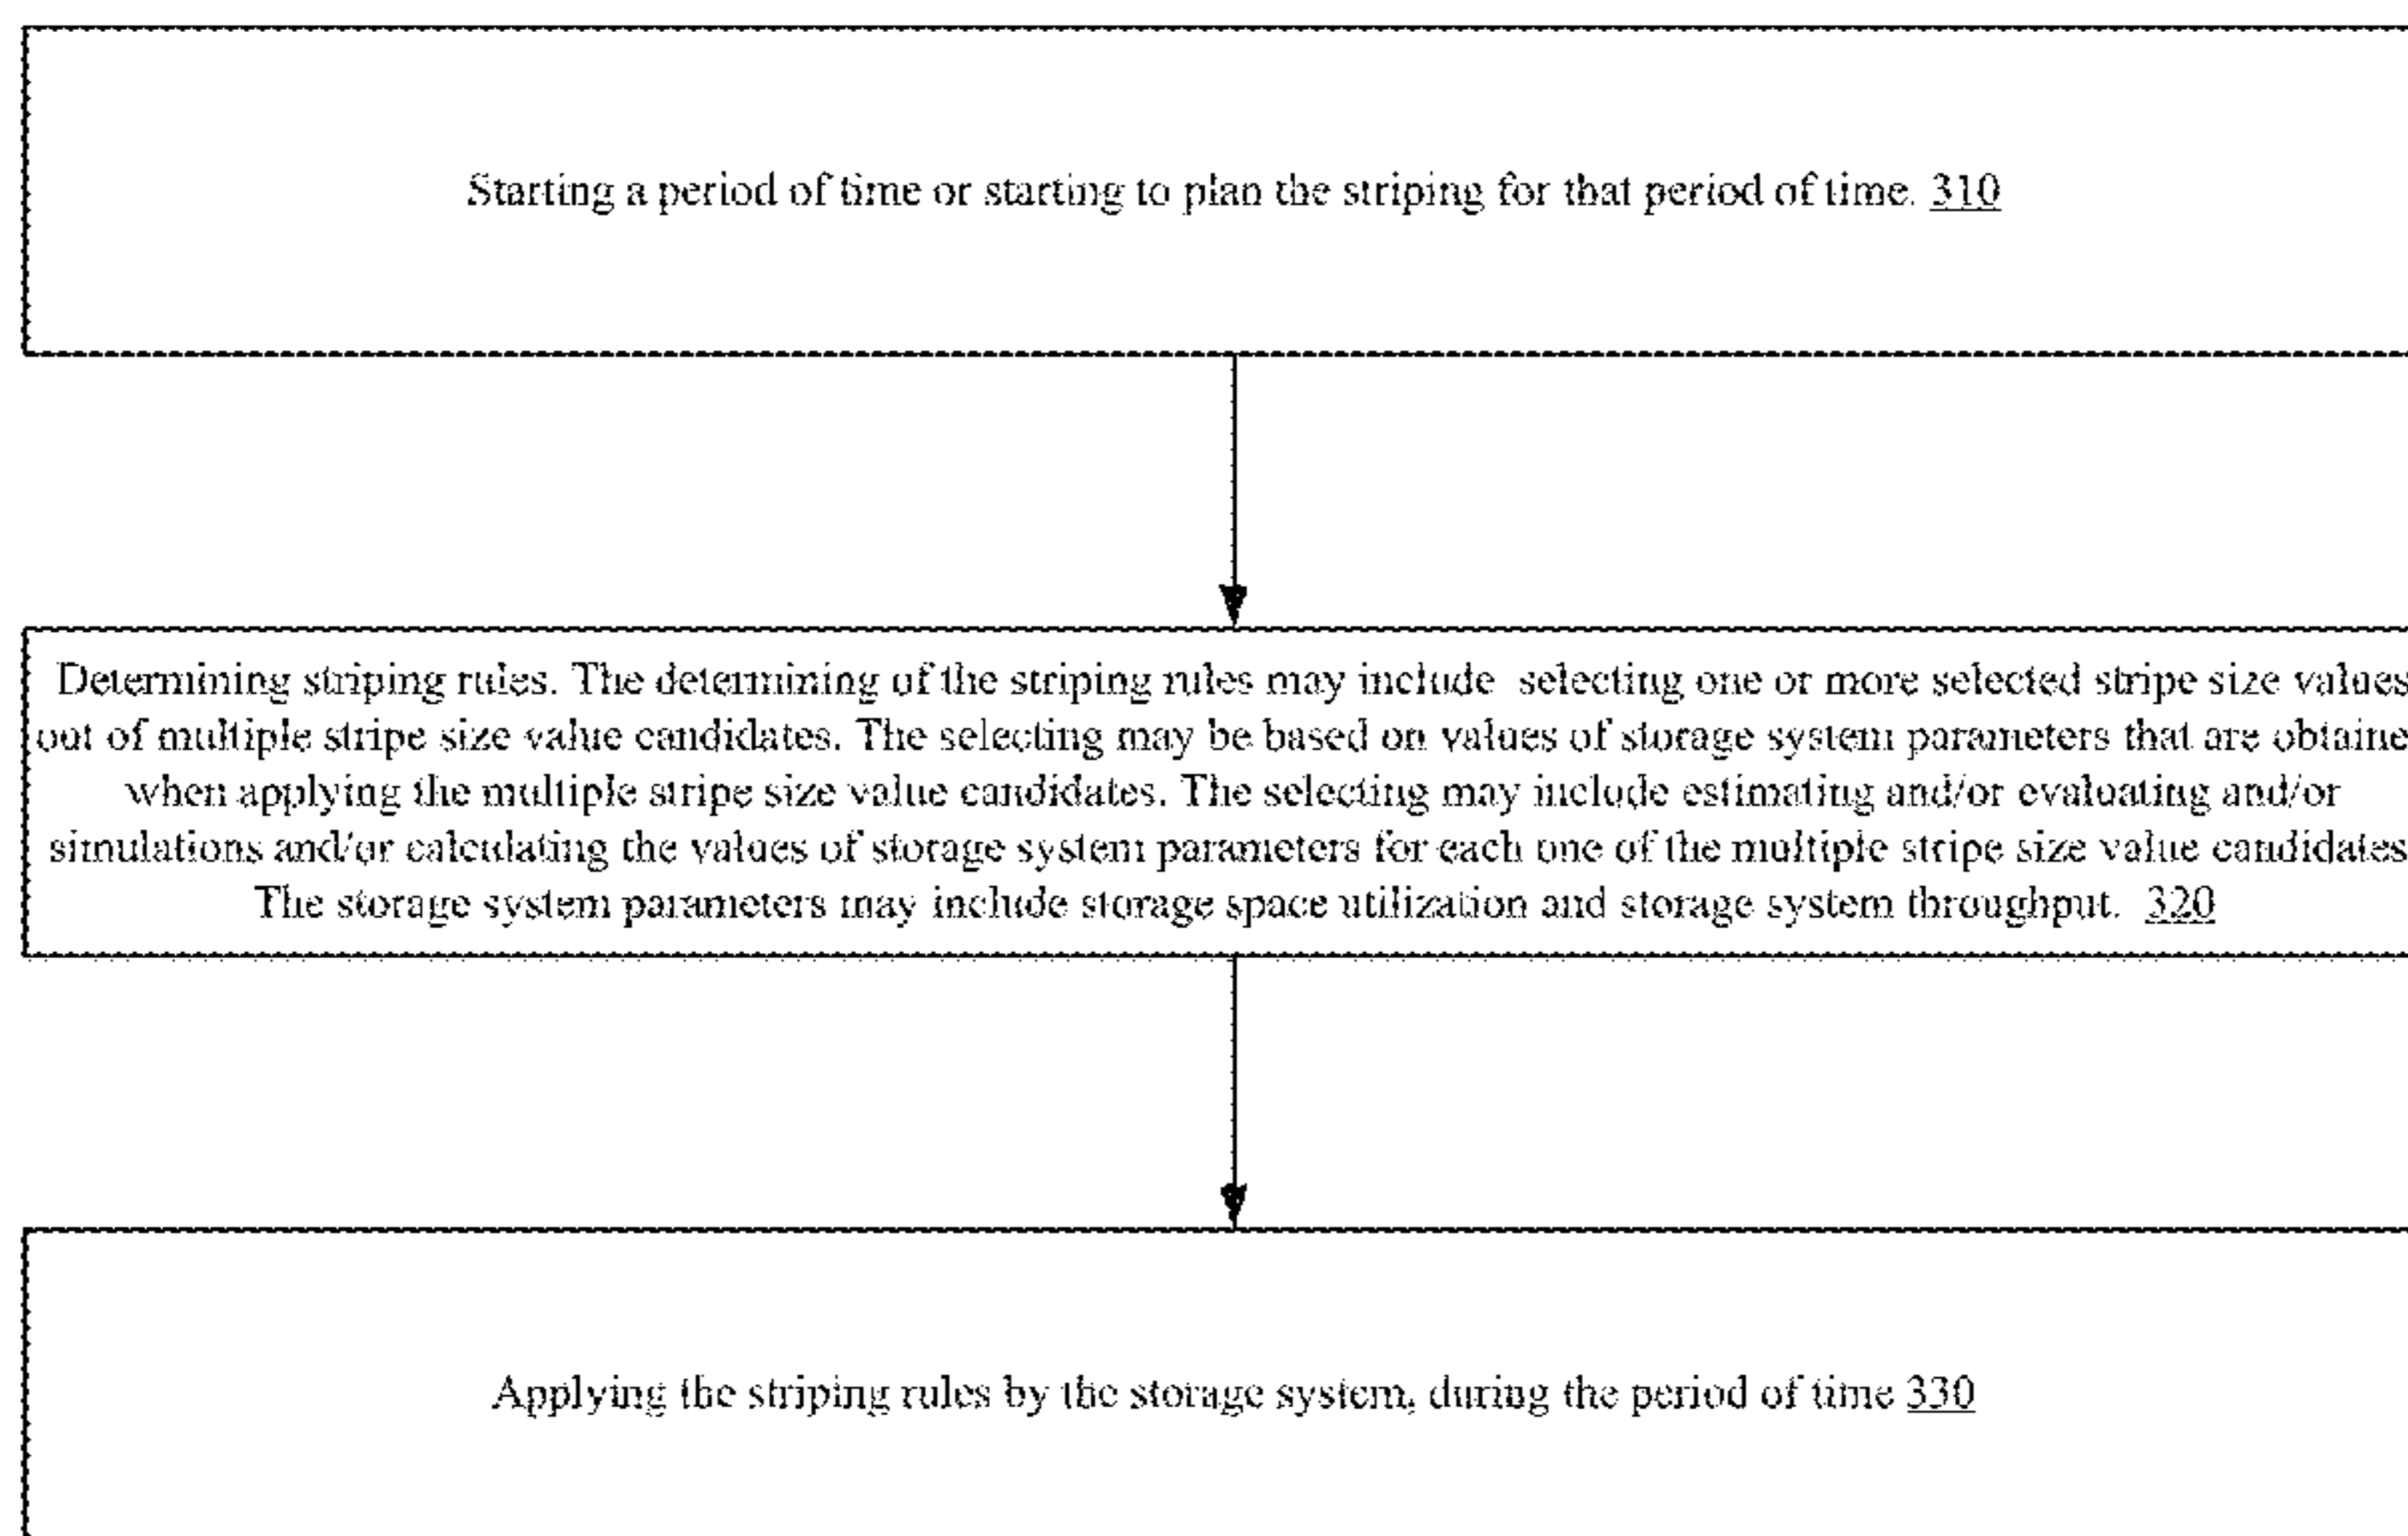 Starting a period of time or starting to plan the striping for that period of time. 310
Determining striping rules. The determining of the striping rules may include selecting one or more selected stripe size values
out of multiple stripe size value candidates. The selecting may be based on values of storage system parameters that are obtaine
when applying the multiple stripe size value candidates. The selecting may include estimating and/or evaluating and/or
simulations and/or calculating the values of storage system parameters for each one of the multiple stripe size value candidates
The storage system parameters may include storage space utilization and storage system throughput. 320
Applying the striping rules by the storage system, during the period of time 330